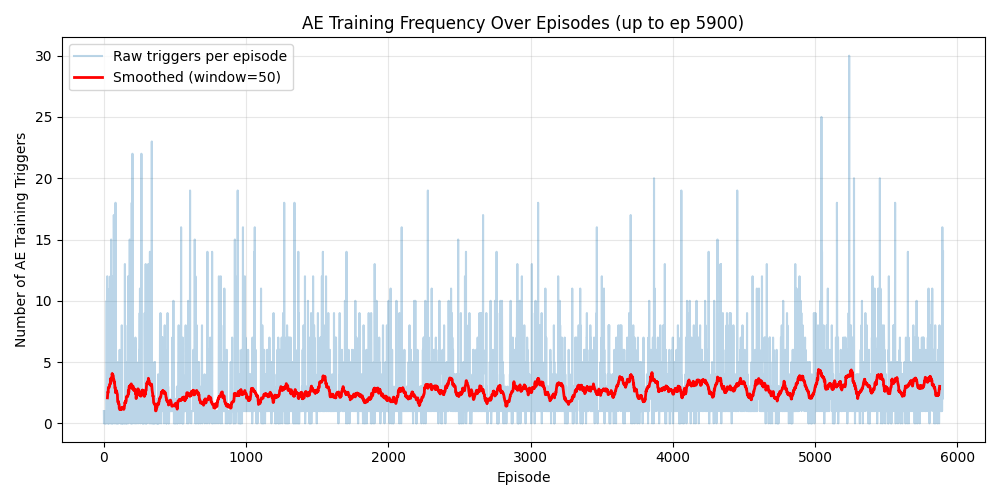 AE Training Frequency Over Episodes (up to ep 5900)
Raw triggers per episode
Smoothed (window=50)
Number of AE Training Triggers
30
25
20
15
10
5
0
0 1000 2000 3000 4000 5000 6000
Episode